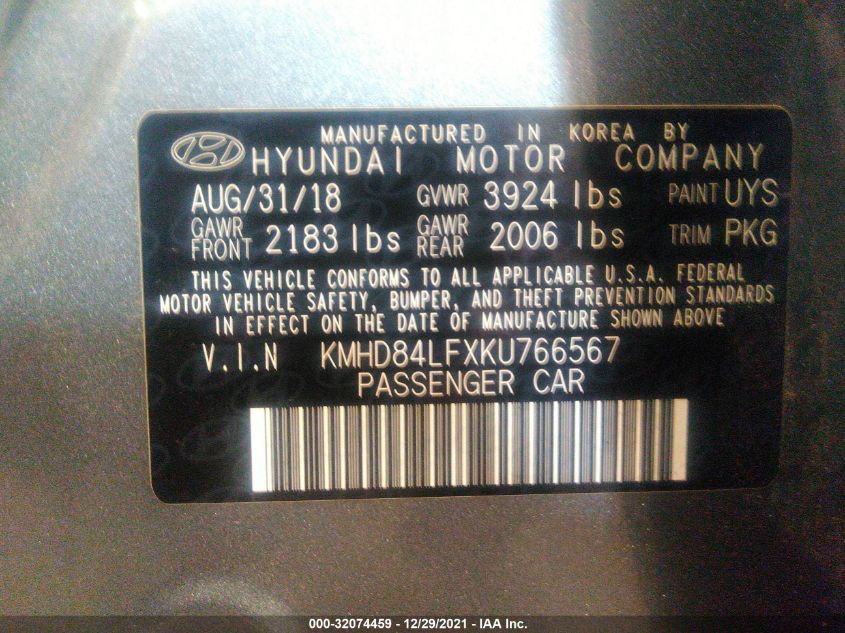 MANUFACTURED IN KOREA BY
HYUNDAI MOTOR COMPANY
AUG/31/18 GVWR 3924 lbs PAINT UYS
GAWR FRONT 2183 lbs GAWR REAR 2006 lbs TRIM PKG
THIS VEHICLE CONFORMS TO ALL APPLICABLE U.S.A. FEDERAL
MOTOR VEHICLE SAFETY, BUMPER, AND THEFT PREVENTION STANDARDS
IN EFFECT ON THE DATE OF MANUFACTURE SHOWN ABOVE
V.I.N KMHD84LFXKU766567
PASSENGER CAR
000-32074459 - 12/29/2021 - IAA Inc.